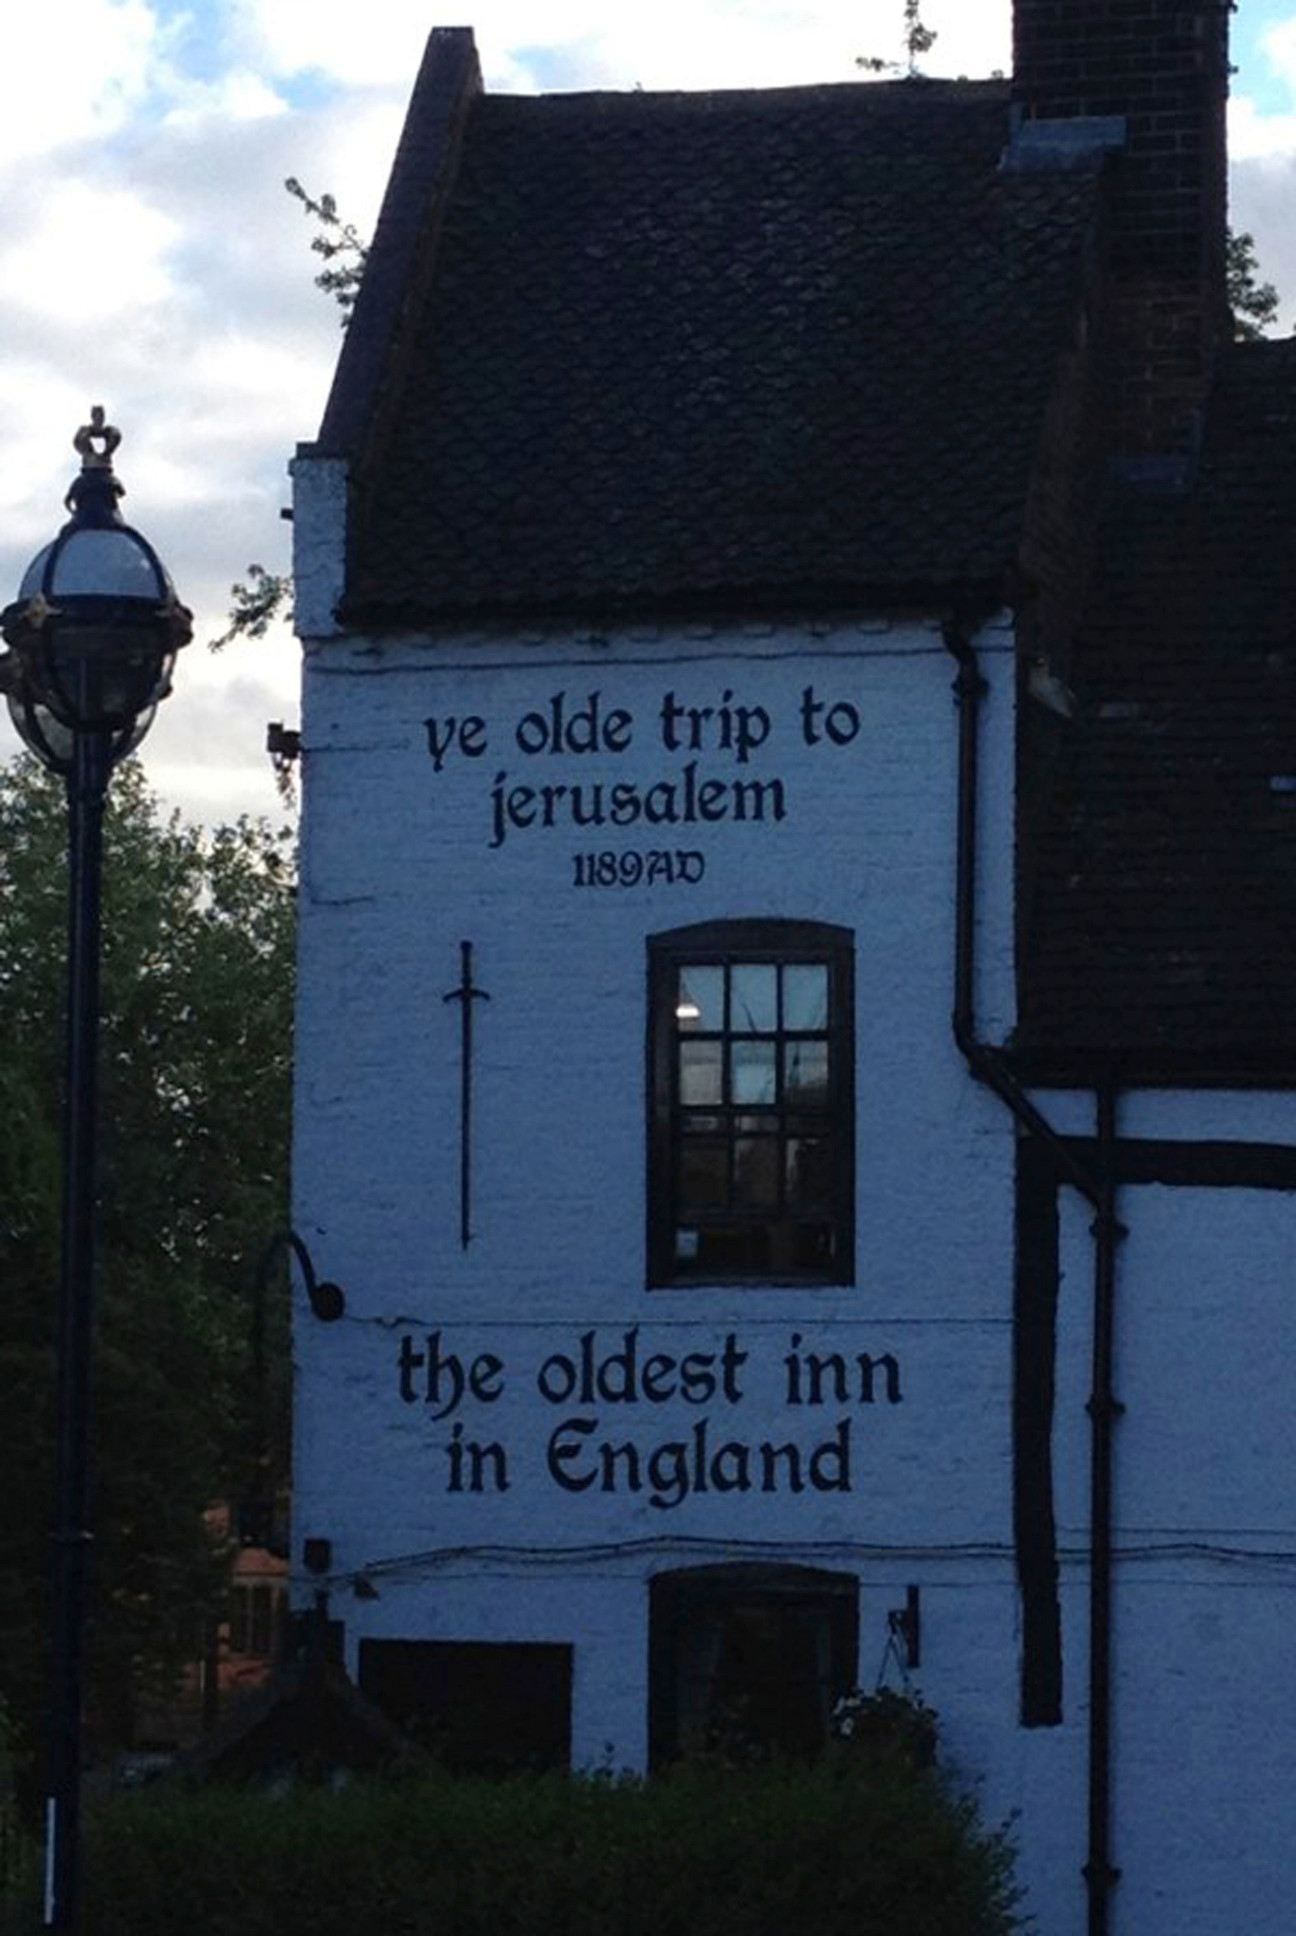 ye olde trip to
jerusalem
1189AD
the oldest inn
in England